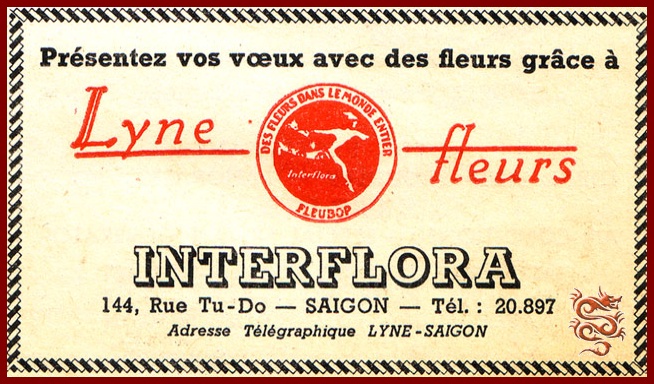 Présentez vos vœux avec des fleurs grâce à
Lyne fleurs
DES FLEURS DANS LE MONDE ENTIER
Interflora
FLEUROP
INTERFLORA
144, Rue Tu-Do — SAIGON — Tél. : 20.897
Adresse Télégraphique LYNE-SAIGON